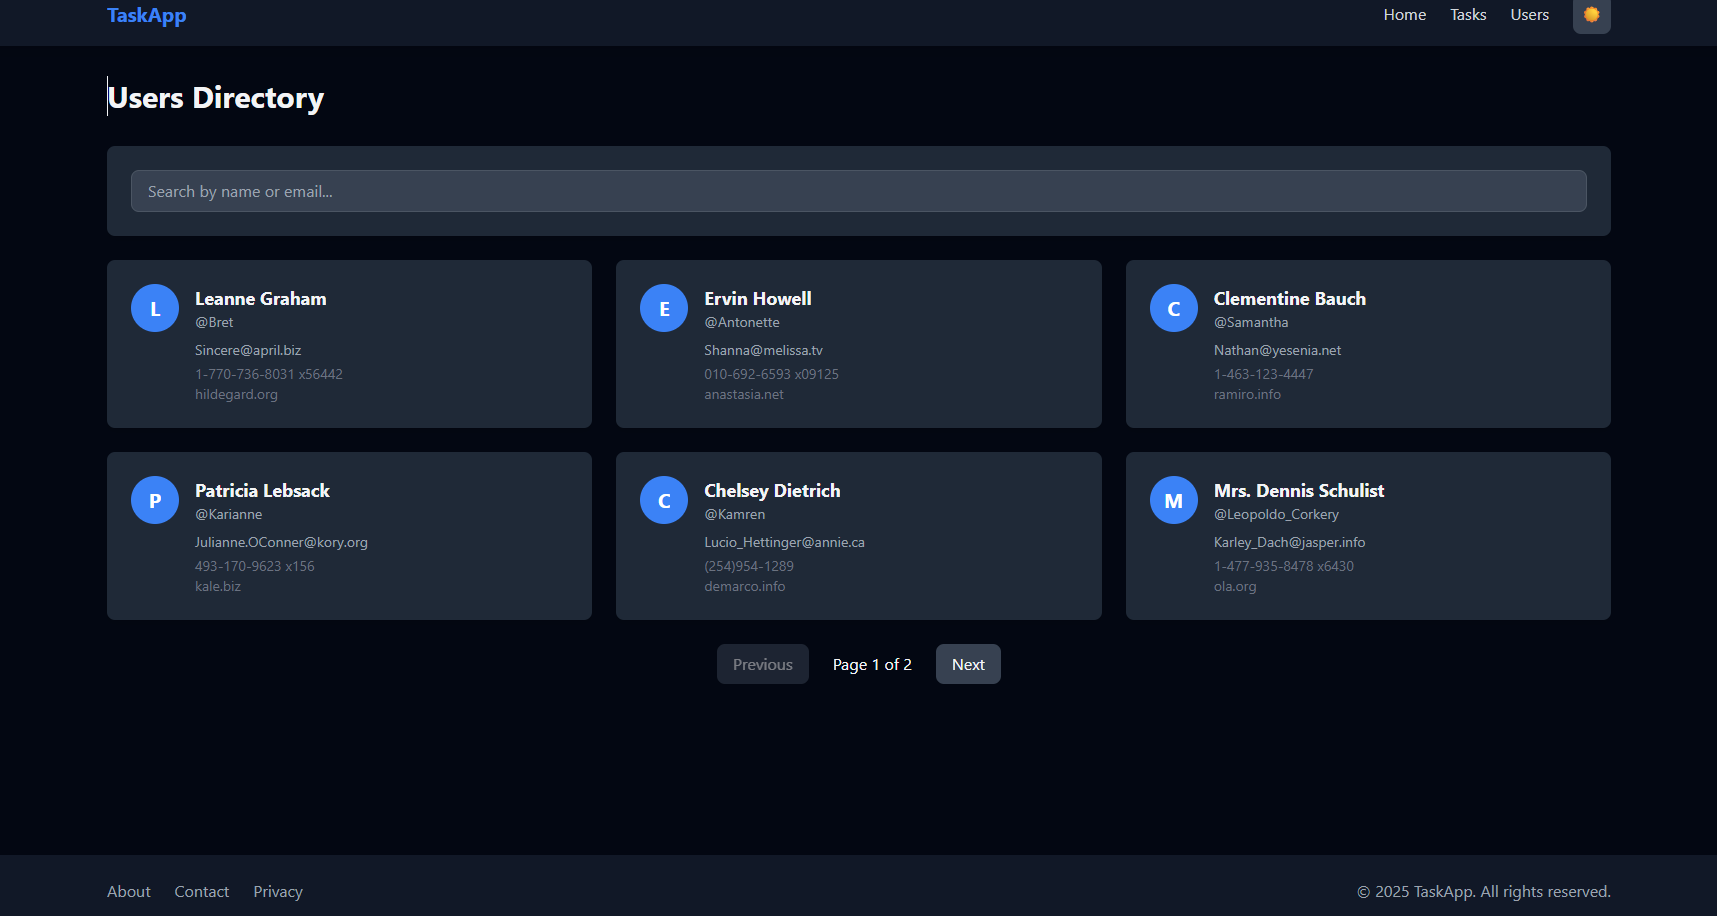 TaskApp
Home Tasks Users
Users Directory
Search by name or email...
L
Leanne Graham
@Bret
Sincere@april.biz
1-770-736-8031 x56442
hildegard.org
E
Ervin Howell
@Antonette
Shanna@melissa.tv
010-692-6593 x09125
anastasia.net
C
Clementine Bauch
@Samantha
Nathan@yesenia.net
1-463-123-4447
ramiro.info
P
Patricia Lebsack
@Karianne
Julianne.OConner@kory.org
493-170-9623 x156
kale.biz
C
Chelsey Dietrich
@Kamren
Lucio_Hettinger@annie.ca
(254)954-1289
demarco.info
M
Mrs. Dennis Schulist
@Leopoldo_Corkery
Karley_Dach@jasper.info
1-477-935-8478 x6430
ola.org
Previous Page 1 of 2 Next
About Contact Privacy
© 2025 TaskApp. All rights reserved.